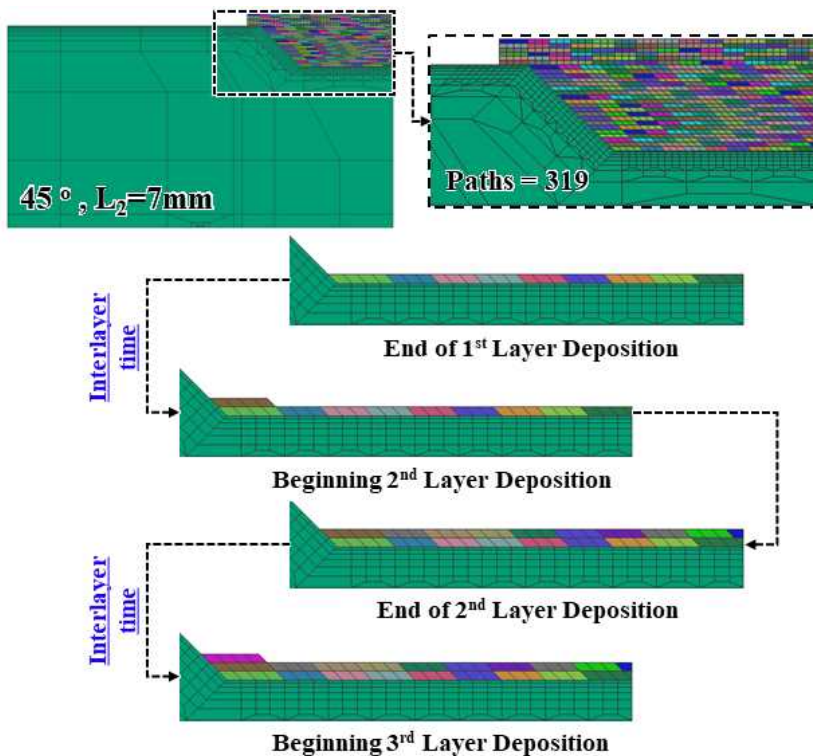 45 º , L₂=7mm
Paths = 319
Interlayer
time
End of 1st Layer Deposition
Beginning 2nd Layer Deposition
Interlayer
time
End of 2nd Layer Deposition
Beginning 3rd Layer Deposition